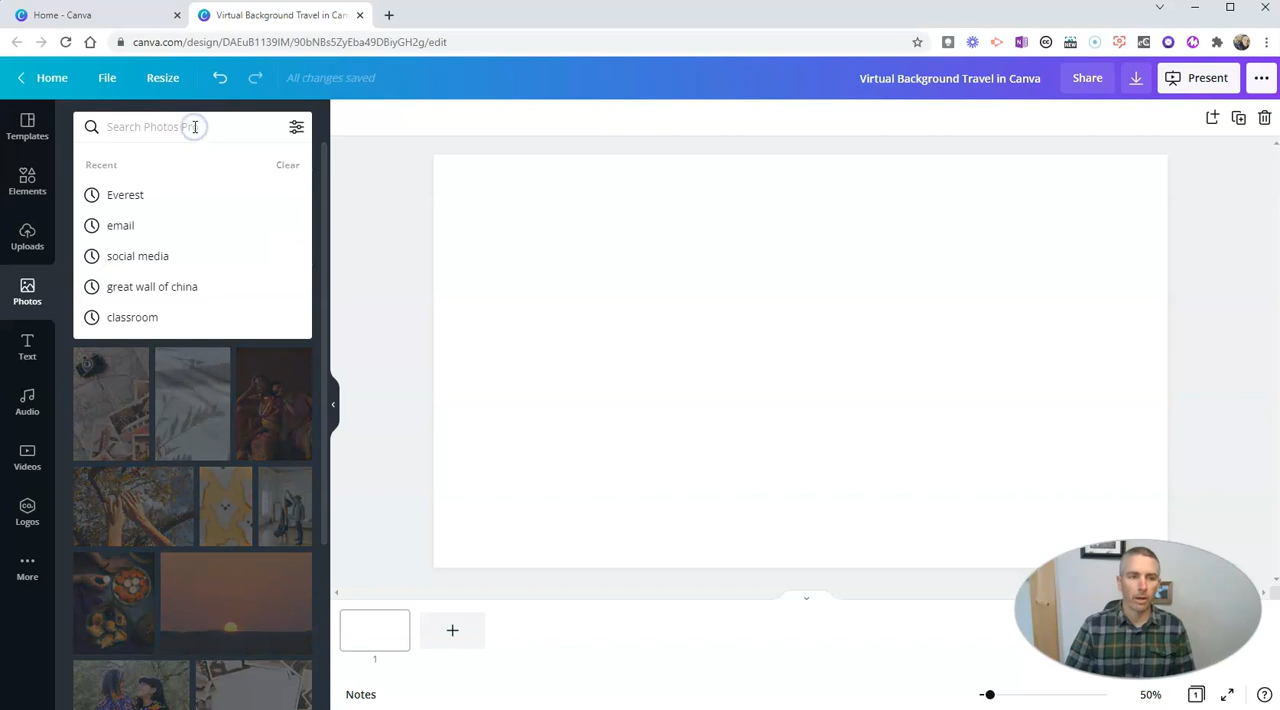 Home - Canva
Virtual Background Travel in Can
canva.com/design/DAEuB1139IM/90bNBs5ZyEba49DBiyGH2g/edit
Home
File
Resize
All changes saved
Virtual Background Travel in Canva
Share
Present
Templates
Elements
Uploads
Photos
Text
Audio
Videos
Logos
More
Search Photos Pro
Recent
Clear
Everest
email
social media
great wall of china
classroom
1
Notes
50%
1